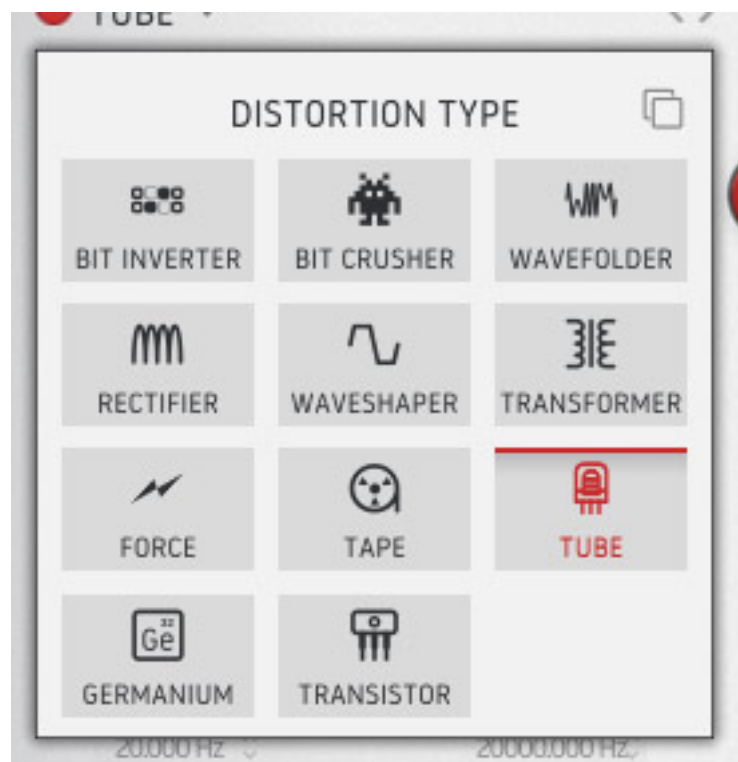 TUBE
DISTORTION TYPE
BIT INVERTER BIT CRUSHER WAVEFOLDER
RECTIFIER WAVESHAPER TRANSFORMER
FORCE TAPE TUBE
32
Ge
GERMANIUM TRANSISTOR
20.000 Hz 20000.000 Hz